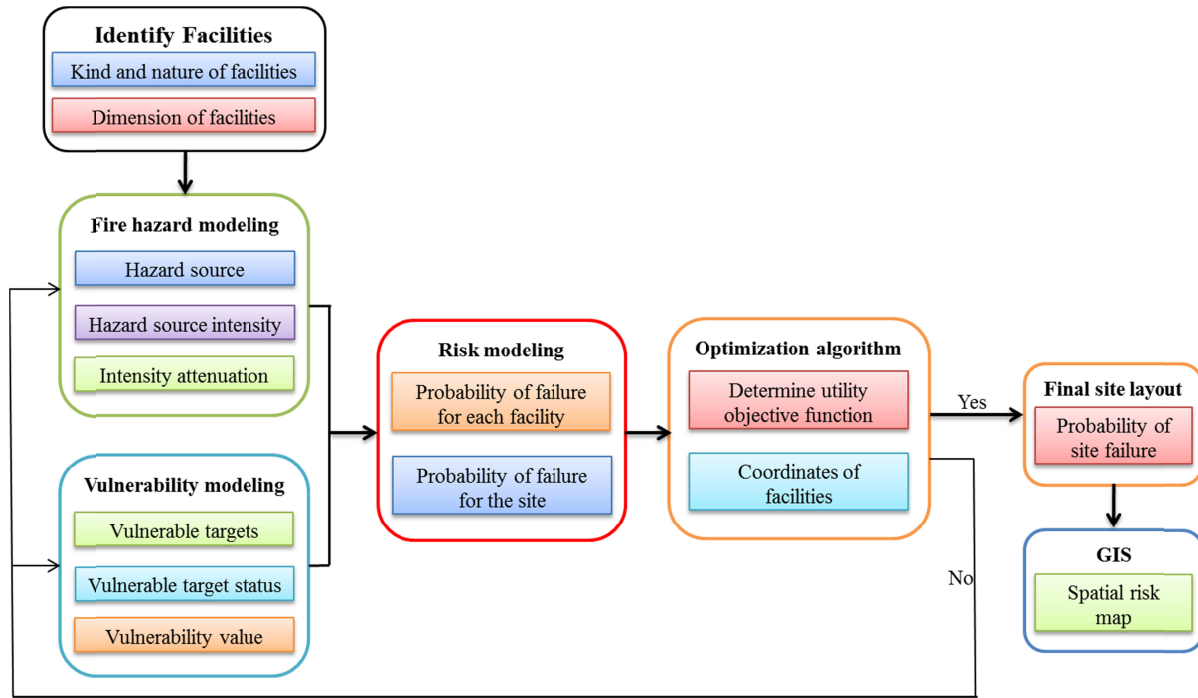 Identify Facilities
Kind and nature of facilities
Dimension of facilities
Fire hazard modeling
Hazard source
Hazard source intensity
Intensity attenuation
Vulnerability modeling
Vulnerable targets
Vulnerable target status
Vulnerability value
Risk modeling
Probability of failure
for each facility
Probability of failure
for the site
Optimization algorithm
Determine utility
objective function
Coordinates of
facilities
Yes
No
Final site layout
Probability of
site failure
GIS
Spatial risk
map